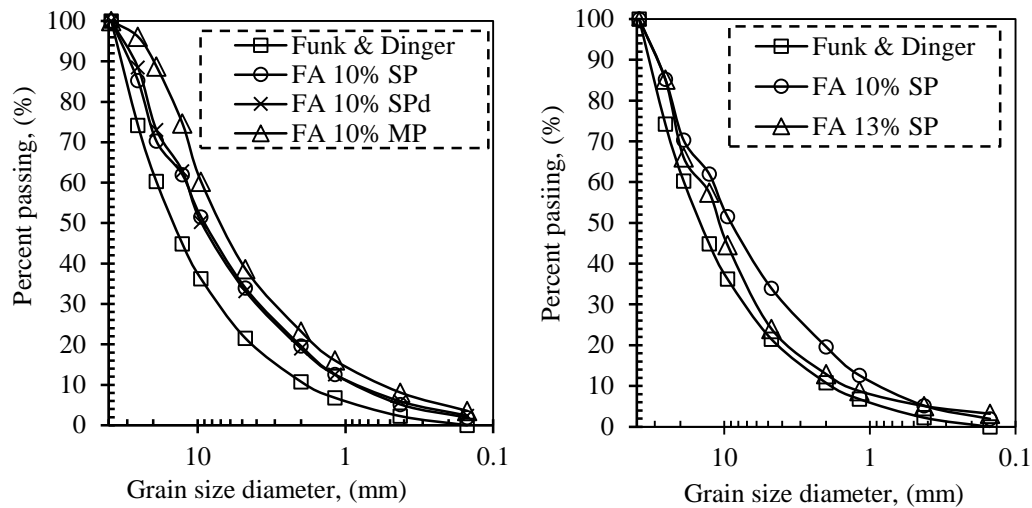 100
90
80
70
60
50
40
30
20
10
0
Percent passing, (%)
Funk & Dinger
FA 10% SP
FA 10% SPd
FA 10% MP
10
1
0.1
Grain size diameter, (mm)
100
90
80
70
60
50
40
30
20
10
0
Percent pasiing, (%)
Funk & Dinger
FA 10% SP
FA 13% SP
10
1
0.1
Grain size diameter, (mm)